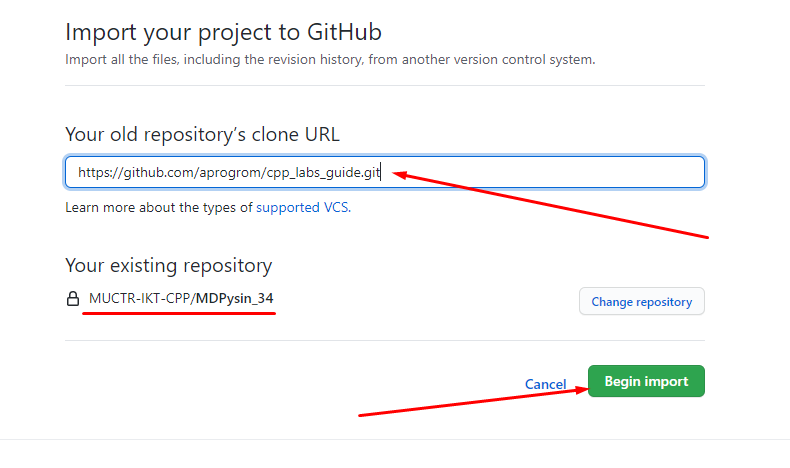 Import your project to GitHub
Import all the files, including the revision history, from another version control system.
Your old repository’s clone URL
https://github.com/aprogrom/cpp_labs_guide.git
Learn more about the types of supported VCS.
Your existing repository
MUCTR-IKT-CPP/MDPysin_34
Change repository
Cancel
Begin import